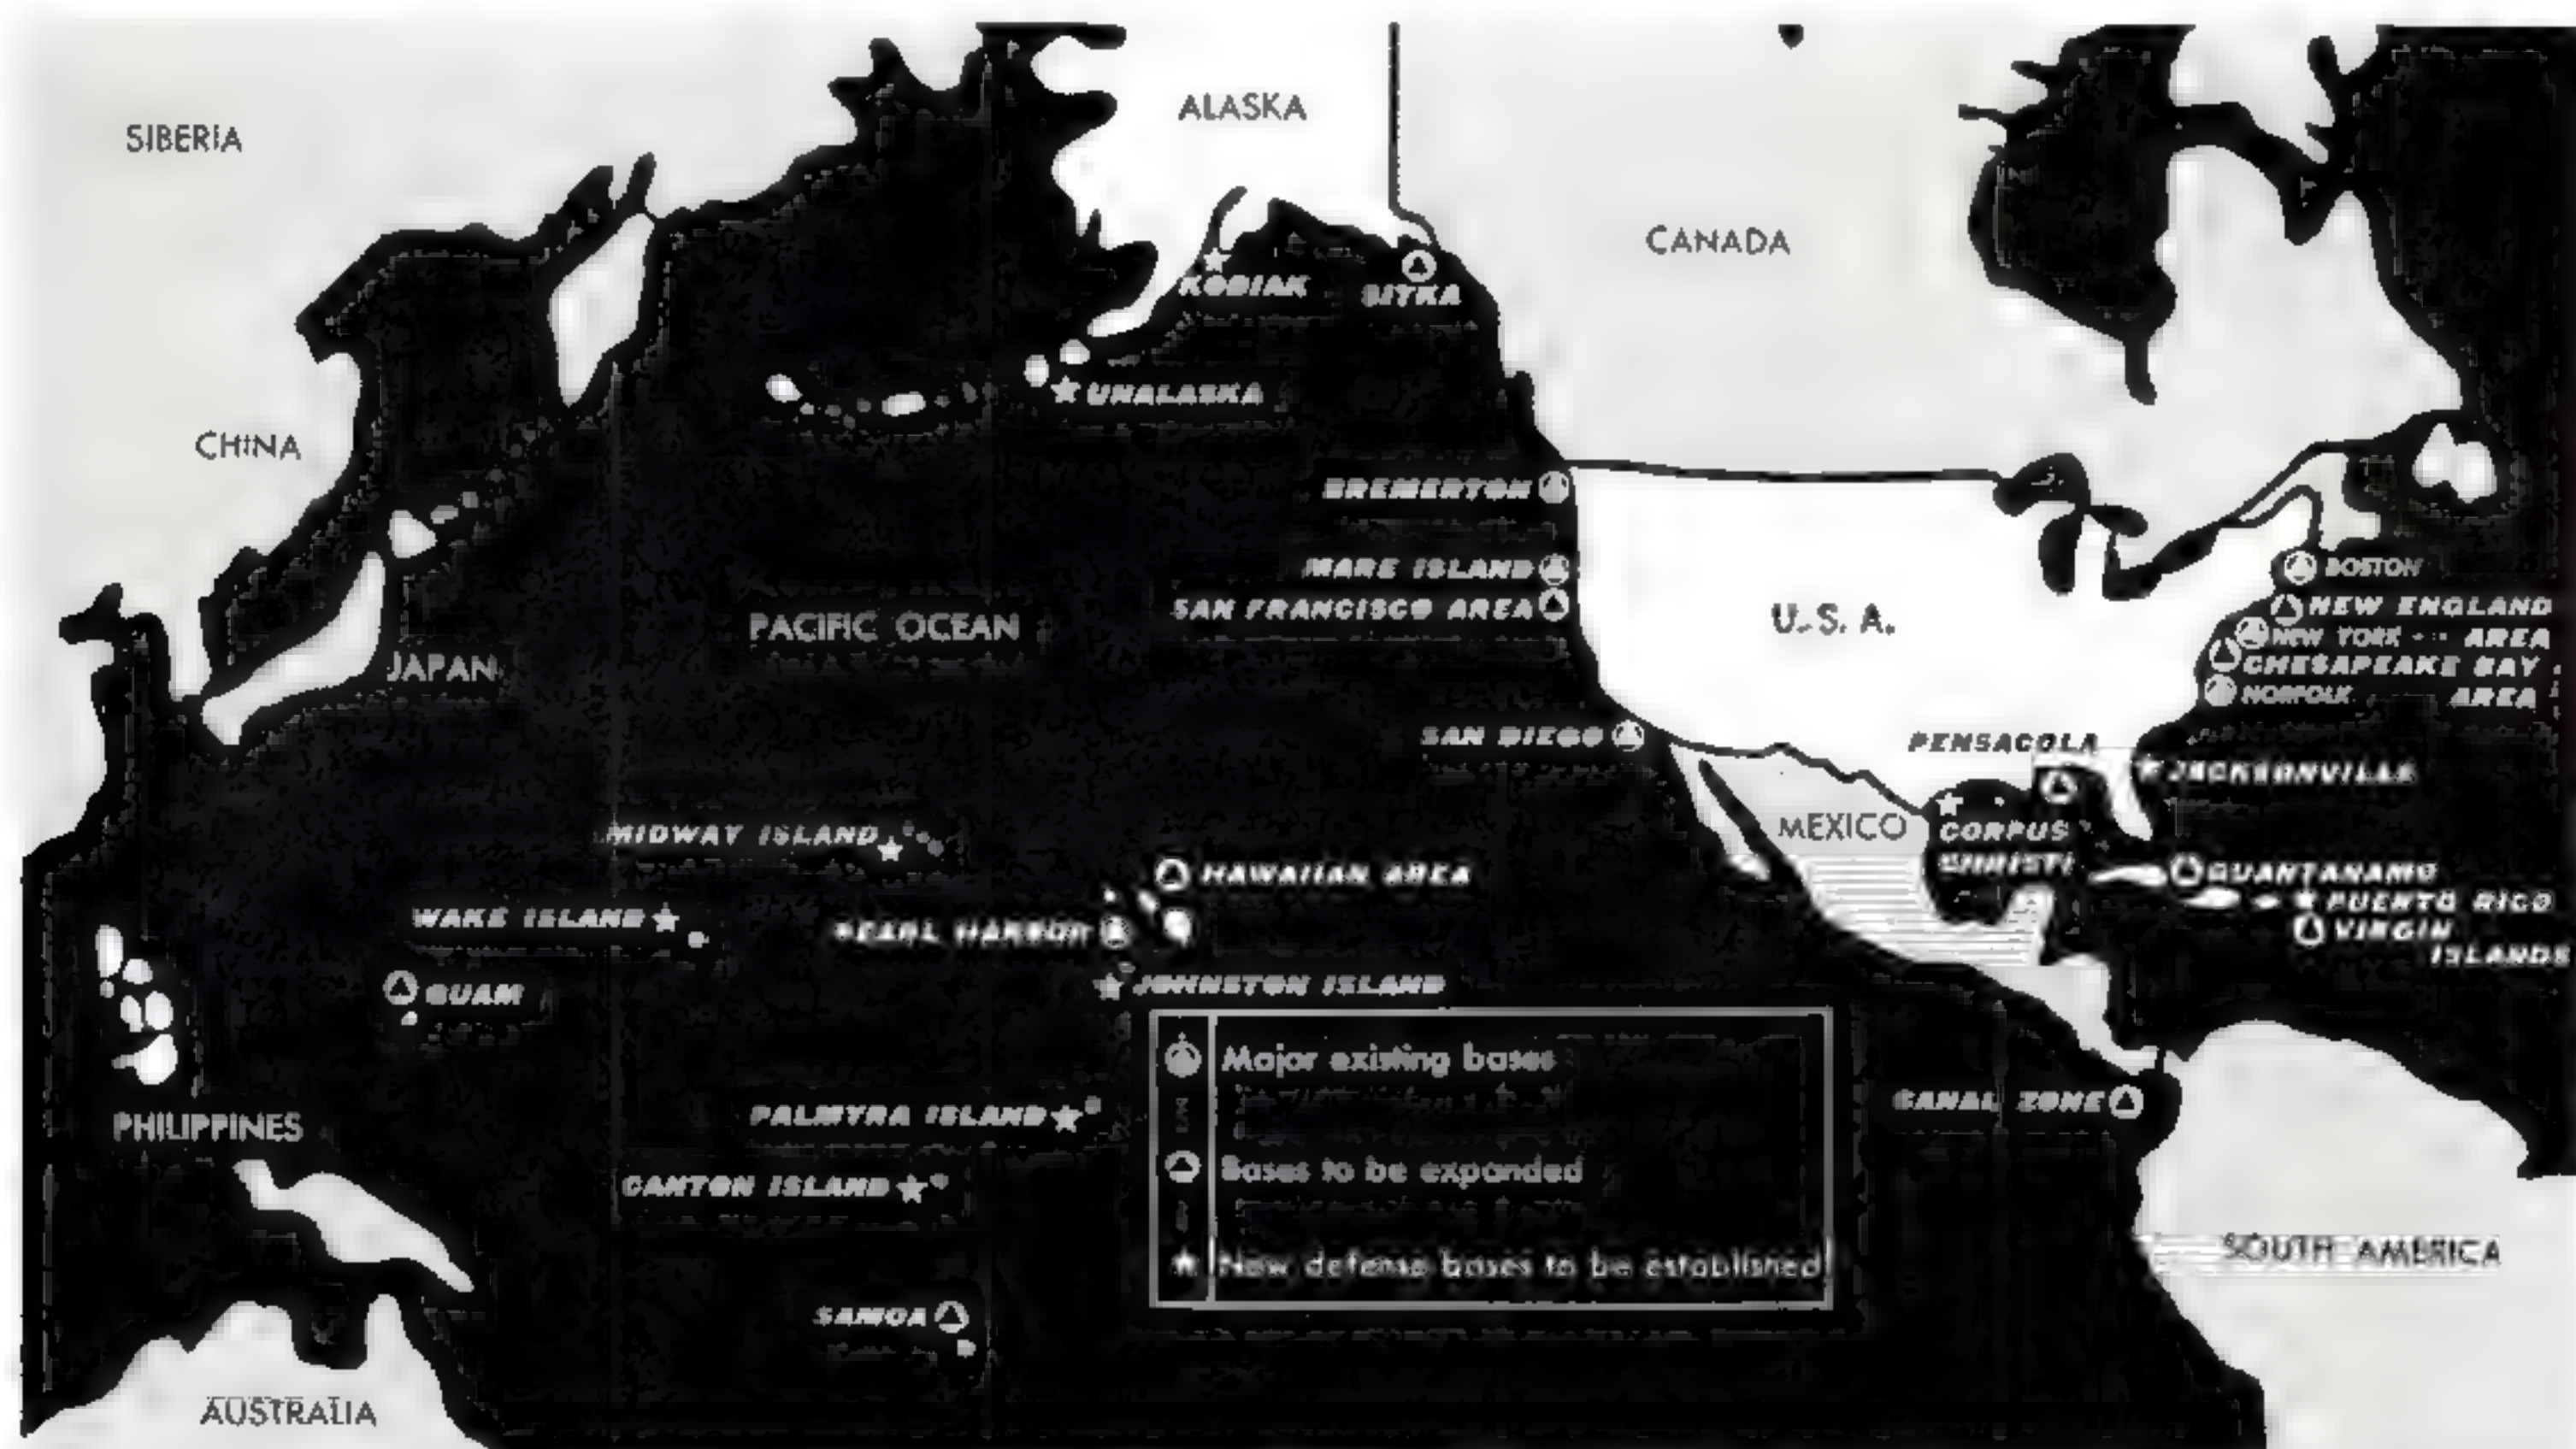 ALASKA
SIBERIA
CANADA
KODIAK
SITKA
UNALASKA
CHINA
BREMERTON
MARE ISLAND
BOSTON
SAN FRANCISCO AREA
NEW ENGLAND
U.S.A.
PACIFIC OCEAN
NEW YORK -- AREA
JAPAN
CHESAPEAKE BAY
NORFOLK AREA
SAN DIEGO
PENSACOLA
JACKSONVILLE
MIDWAY ISLAND
MEXICO
CORPUS
CHRISTI
HAWAIIAN AREA
GUANTANAMO
PUERTO RICO
WAKE ISLAND
PEARL HARBOR
VIRGIN
ISLANDS
GUAM
JOHNSTON ISLAND
Major existing bases
CANAL ZONE
PALMYRA ISLAND
PHILIPPINES
Bases to be expanded
CANTON ISLAND
SOUTH AMERICA
New defense bases to be established
SAMOA
AUSTRALIA